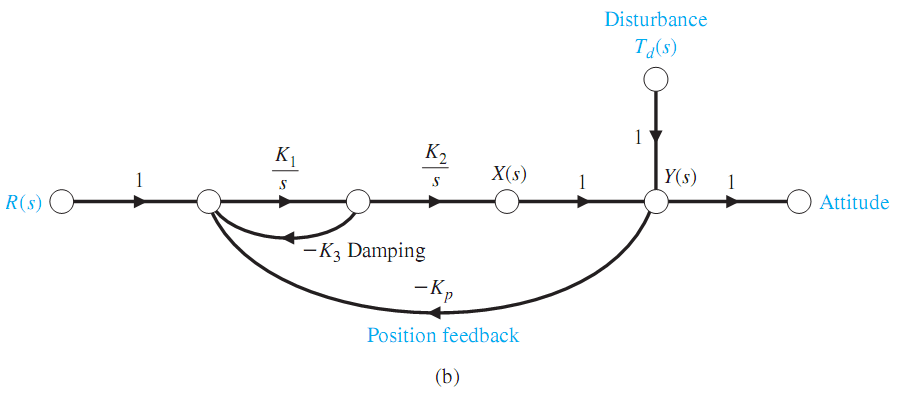 Disturbance
T_d(s)
1
K_1/s
K_2/s
X(s)
1
1
Y(s)
1
R(s)
Attitude
−K_3 Damping
−K_p
Position feedback
(b)